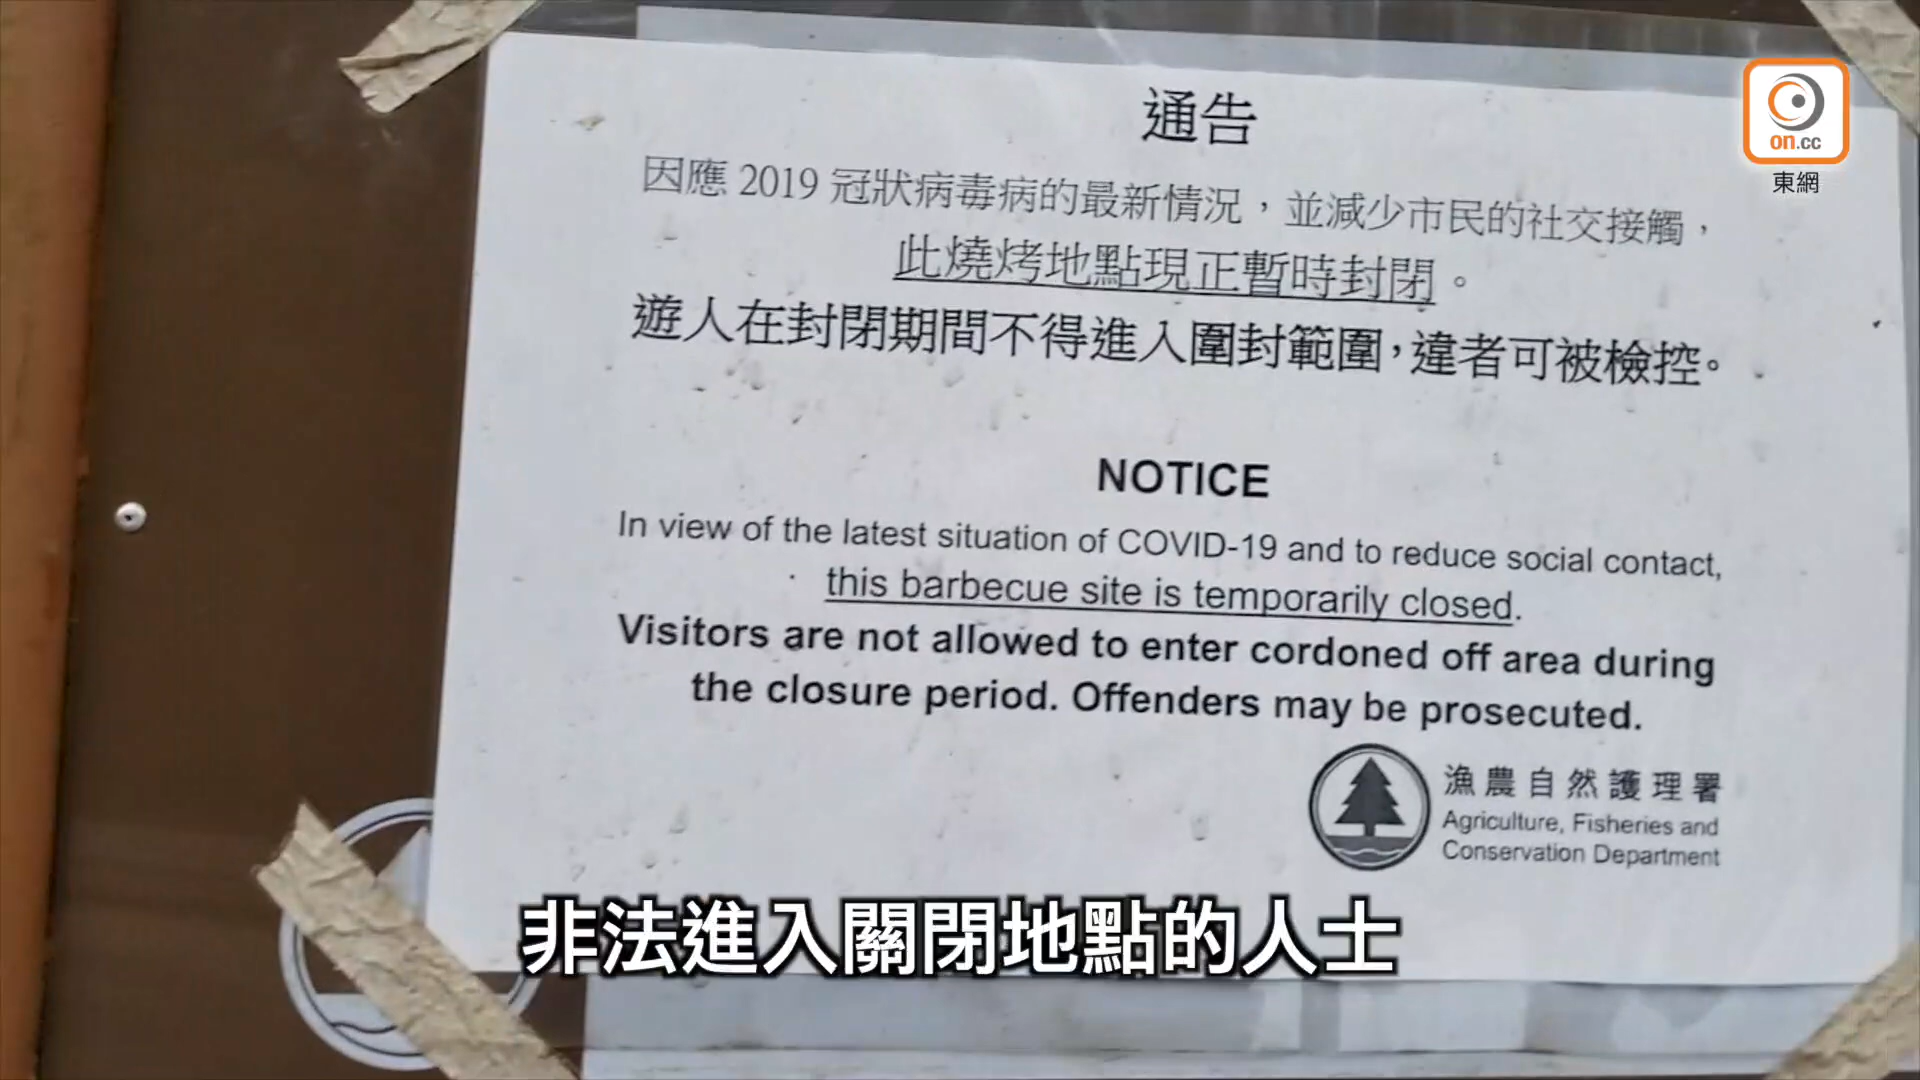 通告
因應 2019 冠狀病毒病的最新情況，並減少市民的社交接觸，
此燒烤地點現正暫時封閉。
遊人在封閉期間不得進入圍封範圍，違者可被檢控。
NOTICE
In view of the latest situation of COVID-19 and to reduce social contact,
this barbecue site is temporarily closed.
Visitors are not allowed to enter cordoned off area during
the closure period. Offenders may be prosecuted.
漁農自然護理署
Agriculture, Fisheries and
Conservation Department
on.cc
東網
非法進入關閉地點的人士